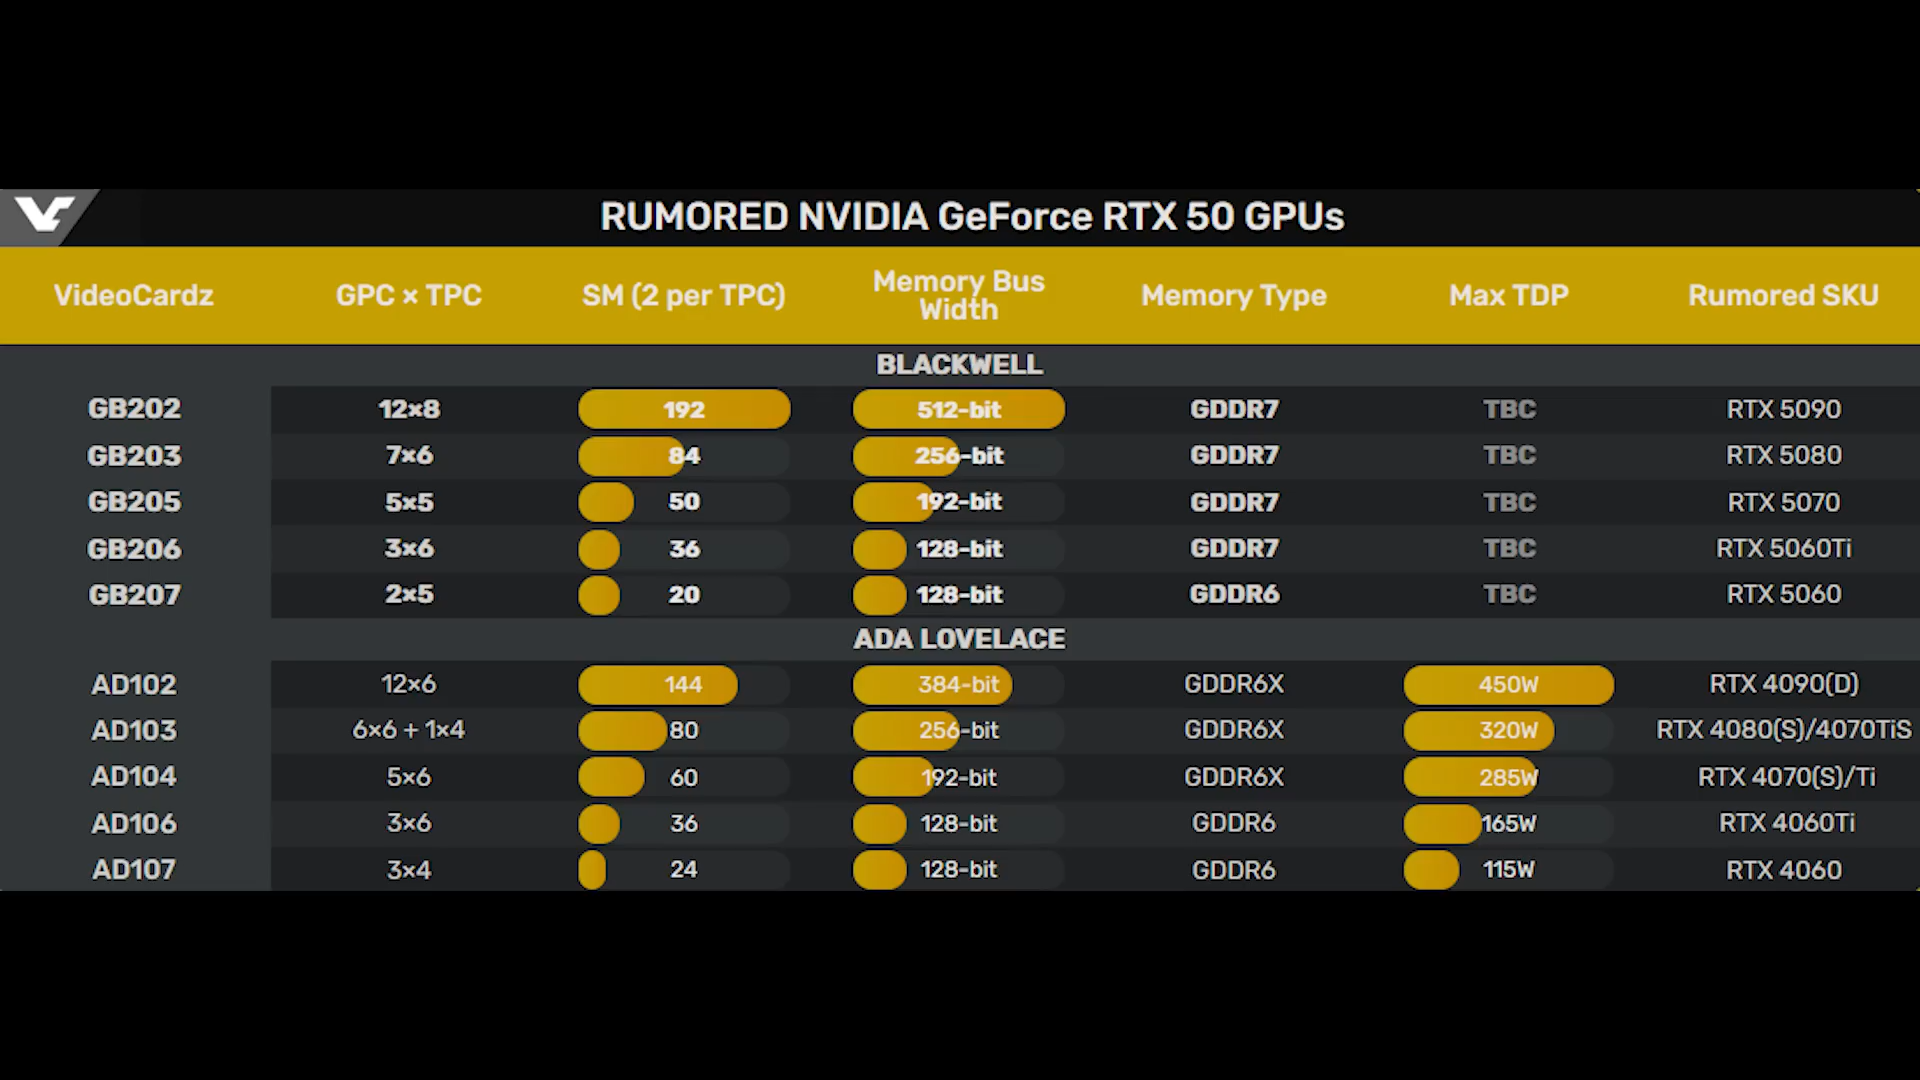 RUMORED NVIDIA GeForce RTX 50 GPUs
VideoCardz GPC × TPC SM (2 per TPC) Memory Bus Width Memory Type Max TDP Rumored SKU
BLACKWELL
GB202 12×8 192 512-bit GDDR7 TBC RTX 5090
GB203 7×6 84 256-bit GDDR7 TBC RTX 5080
GB205 5×5 50 192-bit GDDR7 TBC RTX 5070
GB206 3×6 36 128-bit GDDR7 TBC RTX 5060Ti
GB207 2×5 20 128-bit GDDR6 TBC RTX 5060
ADA LOVELACE
AD102 12×6 144 384-bit GDDR6X 450W RTX 4090(D)
AD103 6×6 + 1×4 80 256-bit GDDR6X 320W RTX 4080(S)/4070TiS
AD104 5×6 60 192-bit GDDR6X 285W RTX 4070(S)/Ti
AD106 3×6 36 128-bit GDDR6 165W RTX 4060Ti
AD107 3×4 24 128-bit GDDR6 115W RTX 4060